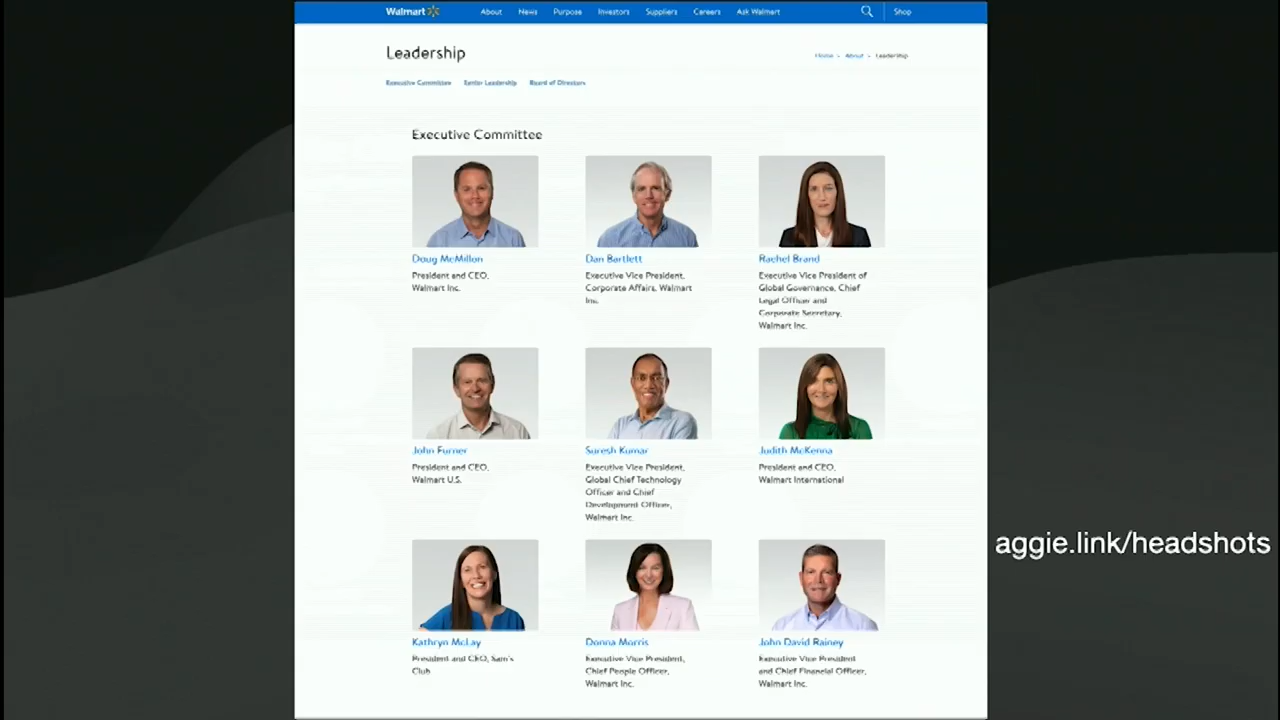 Walmart
About News Purpose Investors Suppliers Careers Ask Walmart Shop
Leadership
Home About Leadership
Executive Committee Senior Leadership Board of Directors
Executive Committee
Doug McMillon
President and CEO,
Walmart Inc.
Dan Bartlett
Executive Vice President,
Corporate Affairs, Walmart
Inc.
Rachel Brand
Executive Vice President of
Global Governance, Chief
Legal Officer and
Corporate Secretary,
Walmart Inc.
John Furner
President and CEO,
Walmart U.S.
Suresh Kumar
Executive Vice President,
Global Chief Technology
Officer and Chief
Development Officer,
Walmart Inc.
Judith McKenna
President and CEO,
Walmart International
aggie.link/headshots
Kathryn McLay
President and CEO, Sam's
Club
Donna Morris
Executive Vice President,
Chief People Officer,
Walmart Inc.
John David Rainey
Executive Vice President
and Chief Financial Officer,
Walmart Inc.